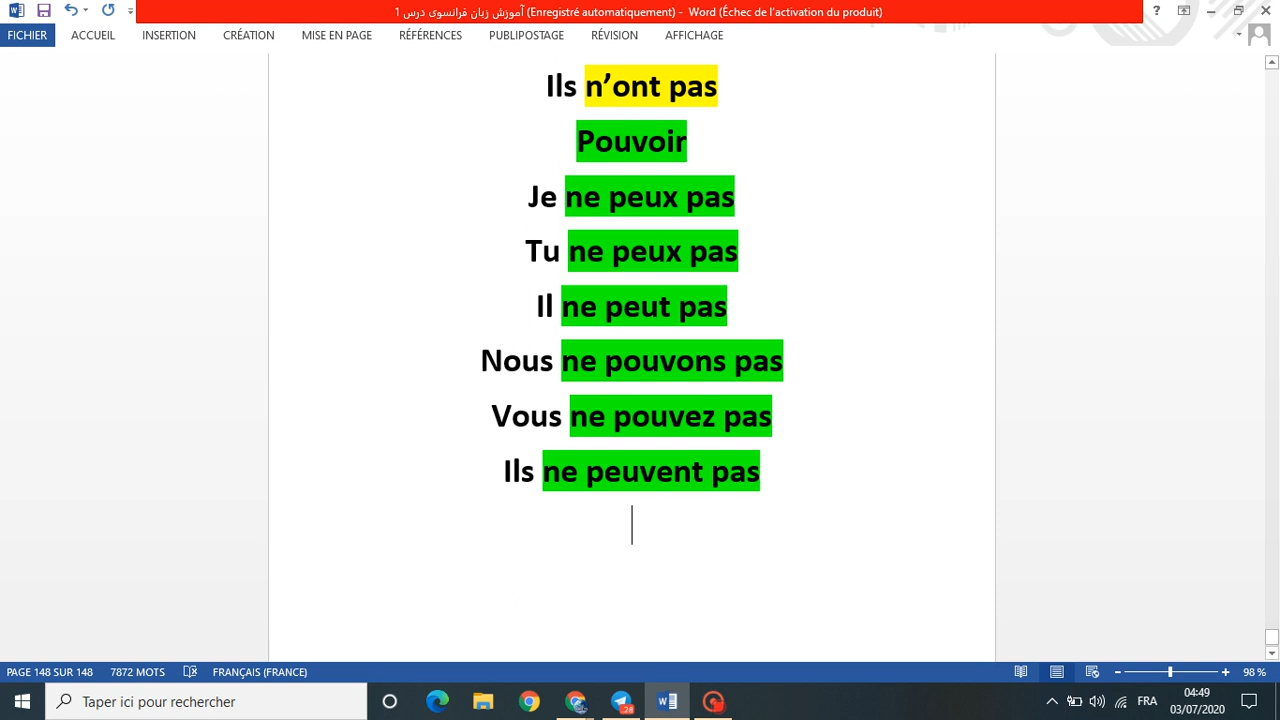 آموزش زبان فرانسوی درس 1 (Enregistré automatiquement) - Word (Échec de l'activation du produit)
?
FICHIER ACCUEIL INSERTION CRÉATION MISE EN PAGE RÉFÉRENCES PUBLIPOSTAGE RÉVISION AFFICHAGE
Ils n’ont pas
Pouvoir
Je ne peux pas
Tu ne peux pas
Il ne peut pas
Nous ne pouvons pas
Vous ne pouvez pas
Ils ne peuvent pas
PAGE 148 SUR 148 7872 MOTS FRANÇAIS (FRANCE) 98 %
Taper ici pour rechercher
28
FRA
04:49
03/07/2020